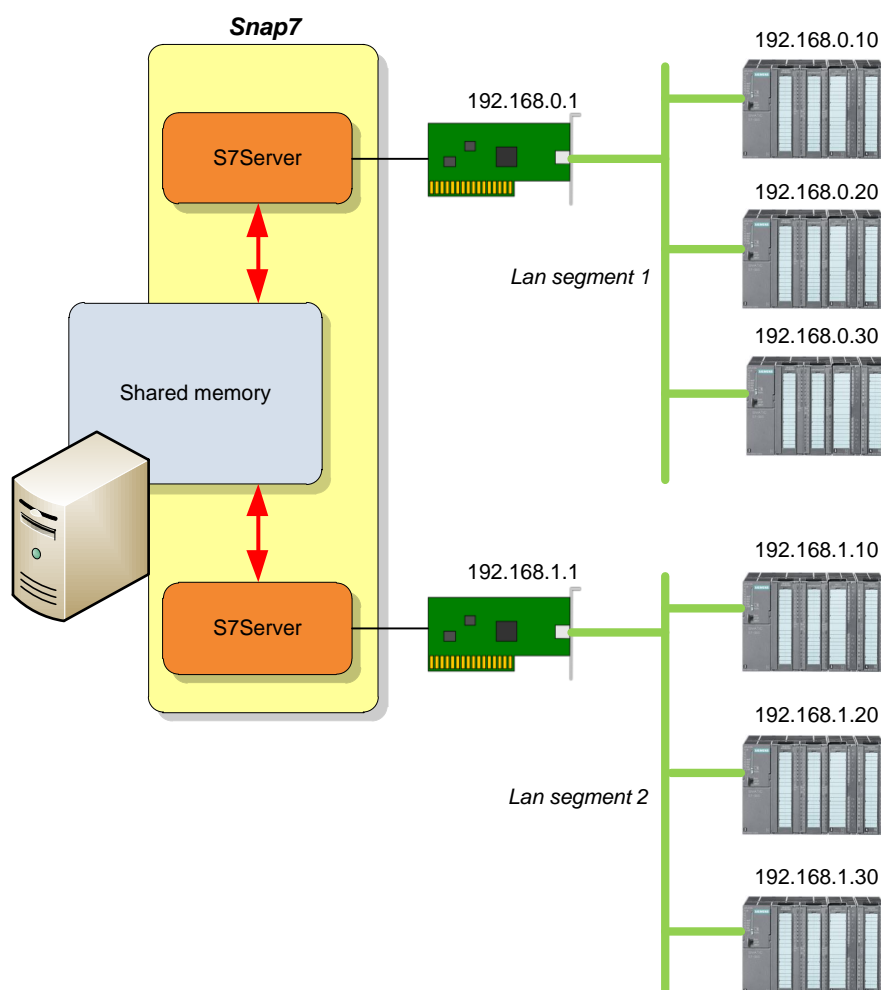 Snap7
192.168.0.10
192.168.0.1
S7Server
192.168.0.20
Lan segment 1
192.168.0.30
Shared memory
192.168.1.10
192.168.1.1
S7Server
192.168.1.20
Lan segment 2
192.168.1.30